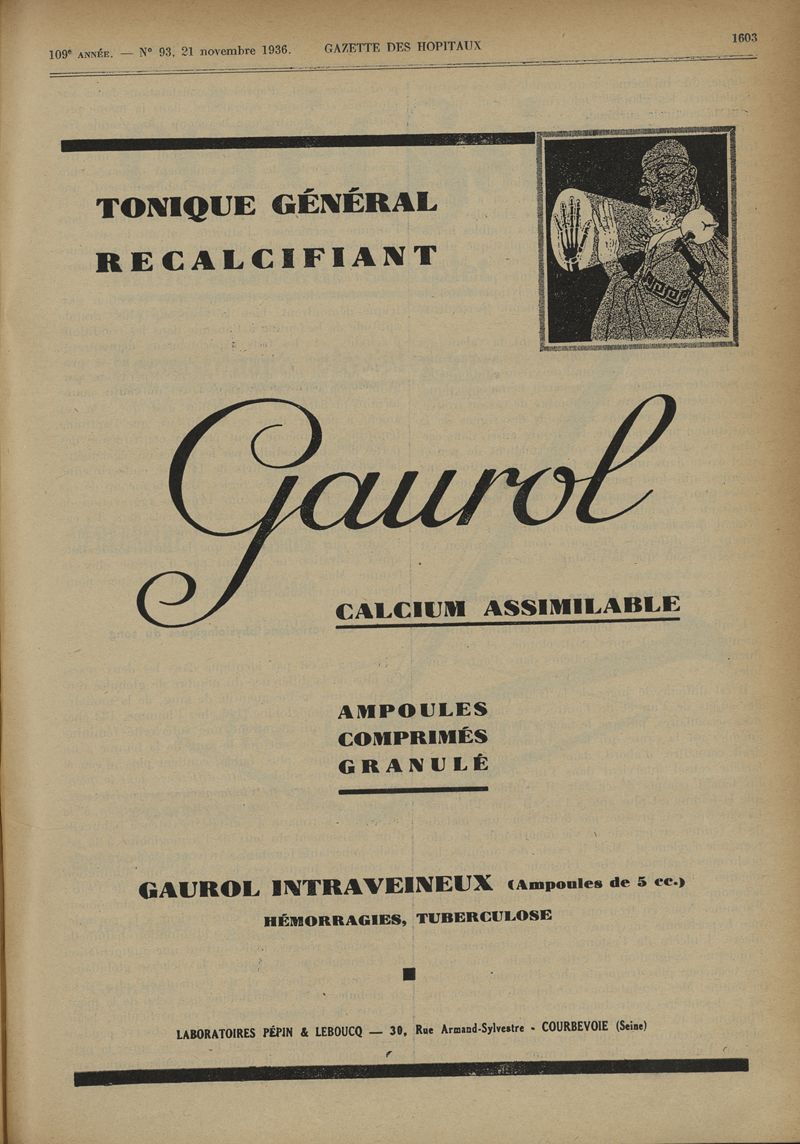 109e ANNÉE. — N° 93, 21 novembre 1936. GAZETTE DES HOPITAUX 1603
TONIQUE GÉNÉRAL
RECALCIFIANT
Gaurol
CALCIUM ASSIMILABLE
AMPOULES
COMPRIMÉS
GRANULÉ
GAUROL INTRAVEINEUX (Ampoules de 5 cc.)
HÉMORRAGIES, TUBERCULOSE
LABORATOIRES PÉPIN & LEBOUCQ — 30, Rue Armand-Sylvestre - COURBEVOIE (Seine)